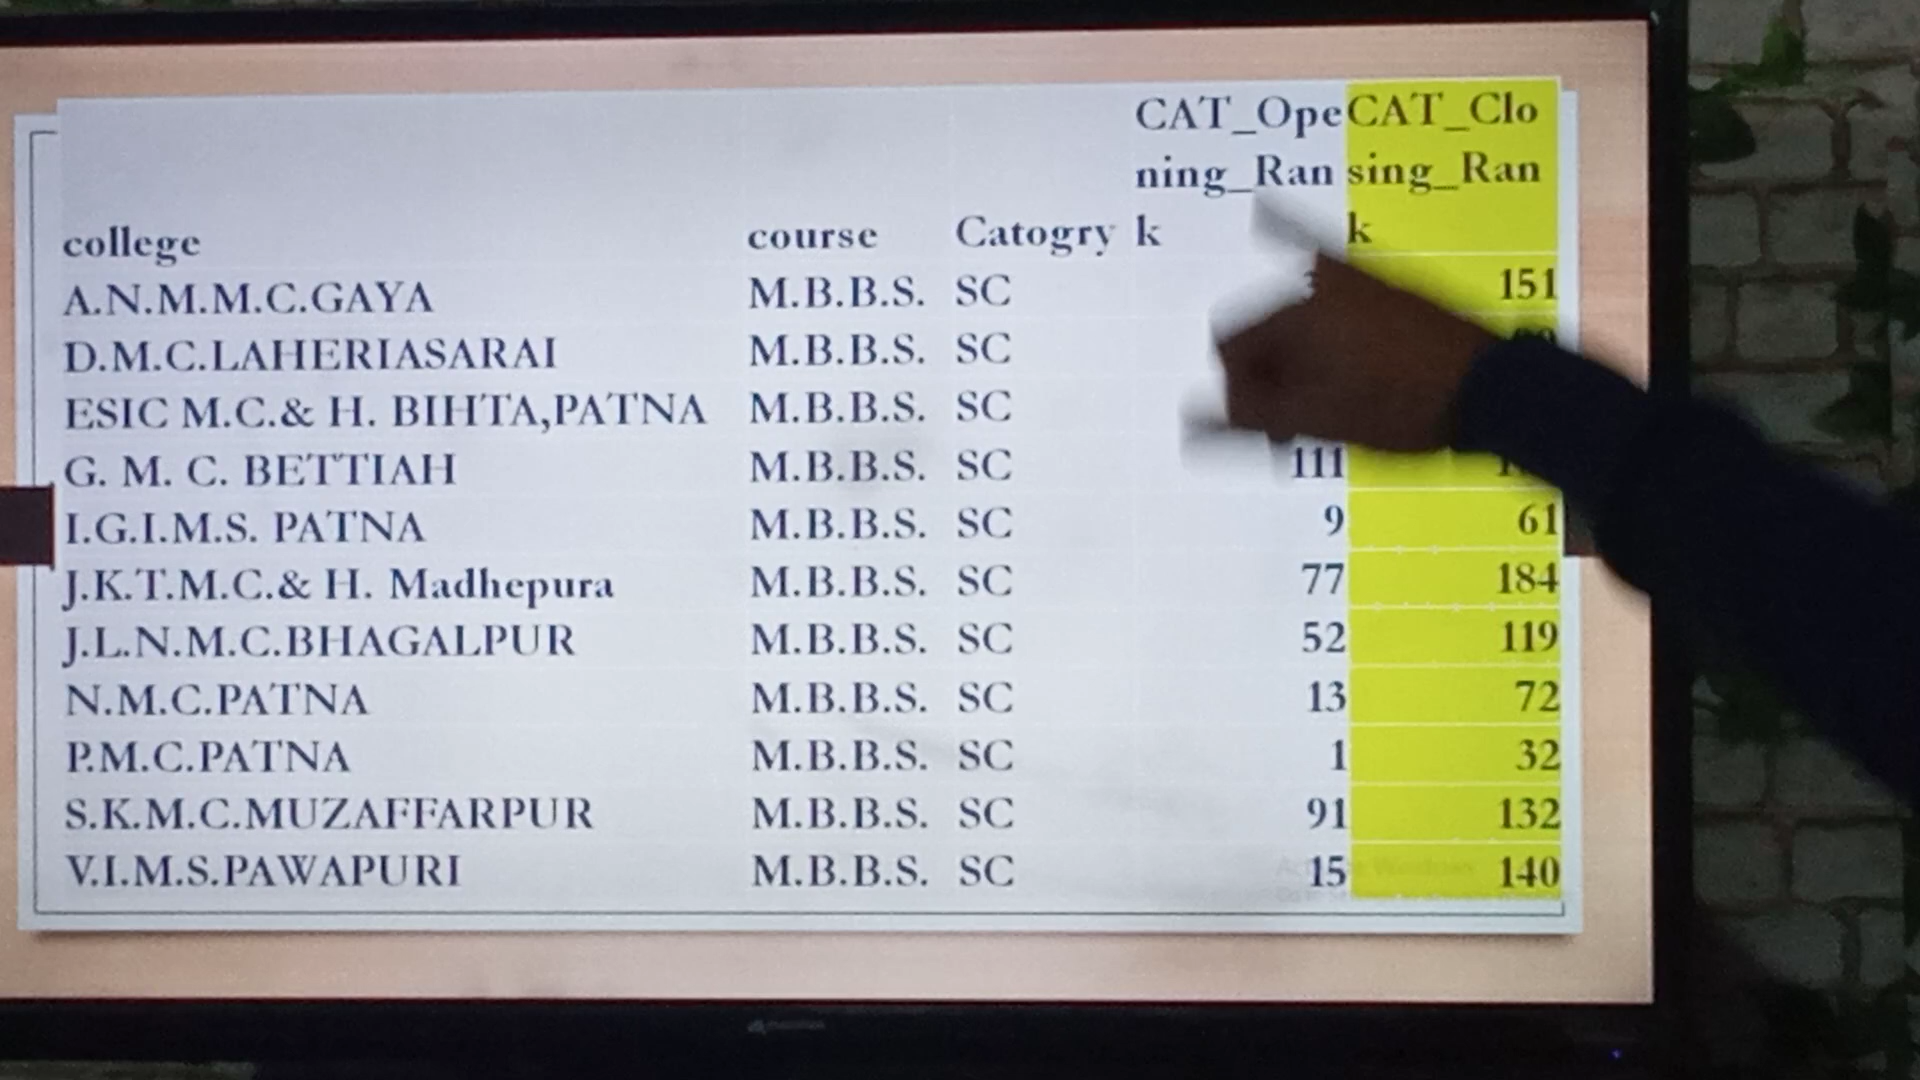 CAT_Ope CAT_Clo
ning_Ran sing_Ran
college course Catogry k k
A.N.M.M.C.GAYA M.B.B.S. SC 151
D.M.C.LAHERIASARAI M.B.B.S. SC
ESIC M.C.& H. BIHTA,PATNA M.B.B.S. SC
G. M. C. BETTIAH M.B.B.S. SC 111
I.G.I.M.S. PATNA M.B.B.S. SC 9 61
J.K.T.M.C.& H. Madhepura M.B.B.S. SC 77 184
J.L.N.M.C.BHAGALPUR M.B.B.S. SC 52 119
N.M.C.PATNA M.B.B.S. SC 13 72
P.M.C.PATNA M.B.B.S. SC 1 32
S.K.M.C.MUZAFFARPUR M.B.B.S. SC 91 132
V.I.M.S.PAWAPURI M.B.B.S. SC 15 140